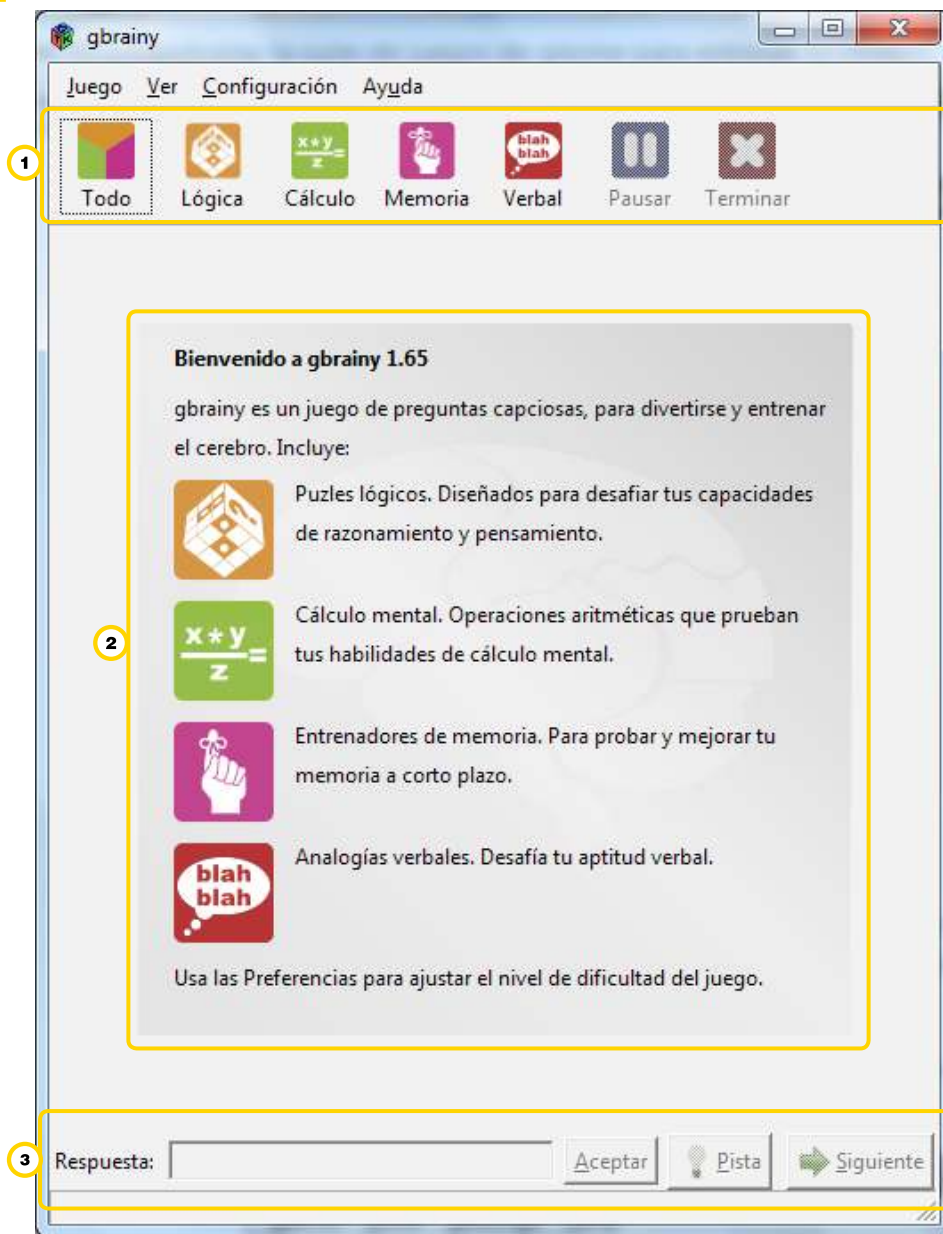 gbrainy
Juego Ver Configuración Ayuda
1
x*y
z =
blah
blah
Todo Lógica Cálculo Memoria Verbal Pausar Terminar
Bienvenido a gbrainy 1.65
gbrainy es un juego de preguntas capciosas, para divertirse y entrenar
el cerebro. Incluye:
Puzles lógicos. Diseñados para desafiar tus capacidades
de razonamiento y pensamiento.
2
x*y
z =
Cálculo mental. Operaciones aritméticas que prueban
tus habilidades de cálculo mental.
Entrenadores de memoria. Para probar y mejorar tu
memoria a corto plazo.
blah
blah
Analogías verbales. Desafía tu aptitud verbal.
Usa las Preferencias para ajustar el nivel de dificultad del juego.
3
Respuesta: Aceptar Pista Siguiente